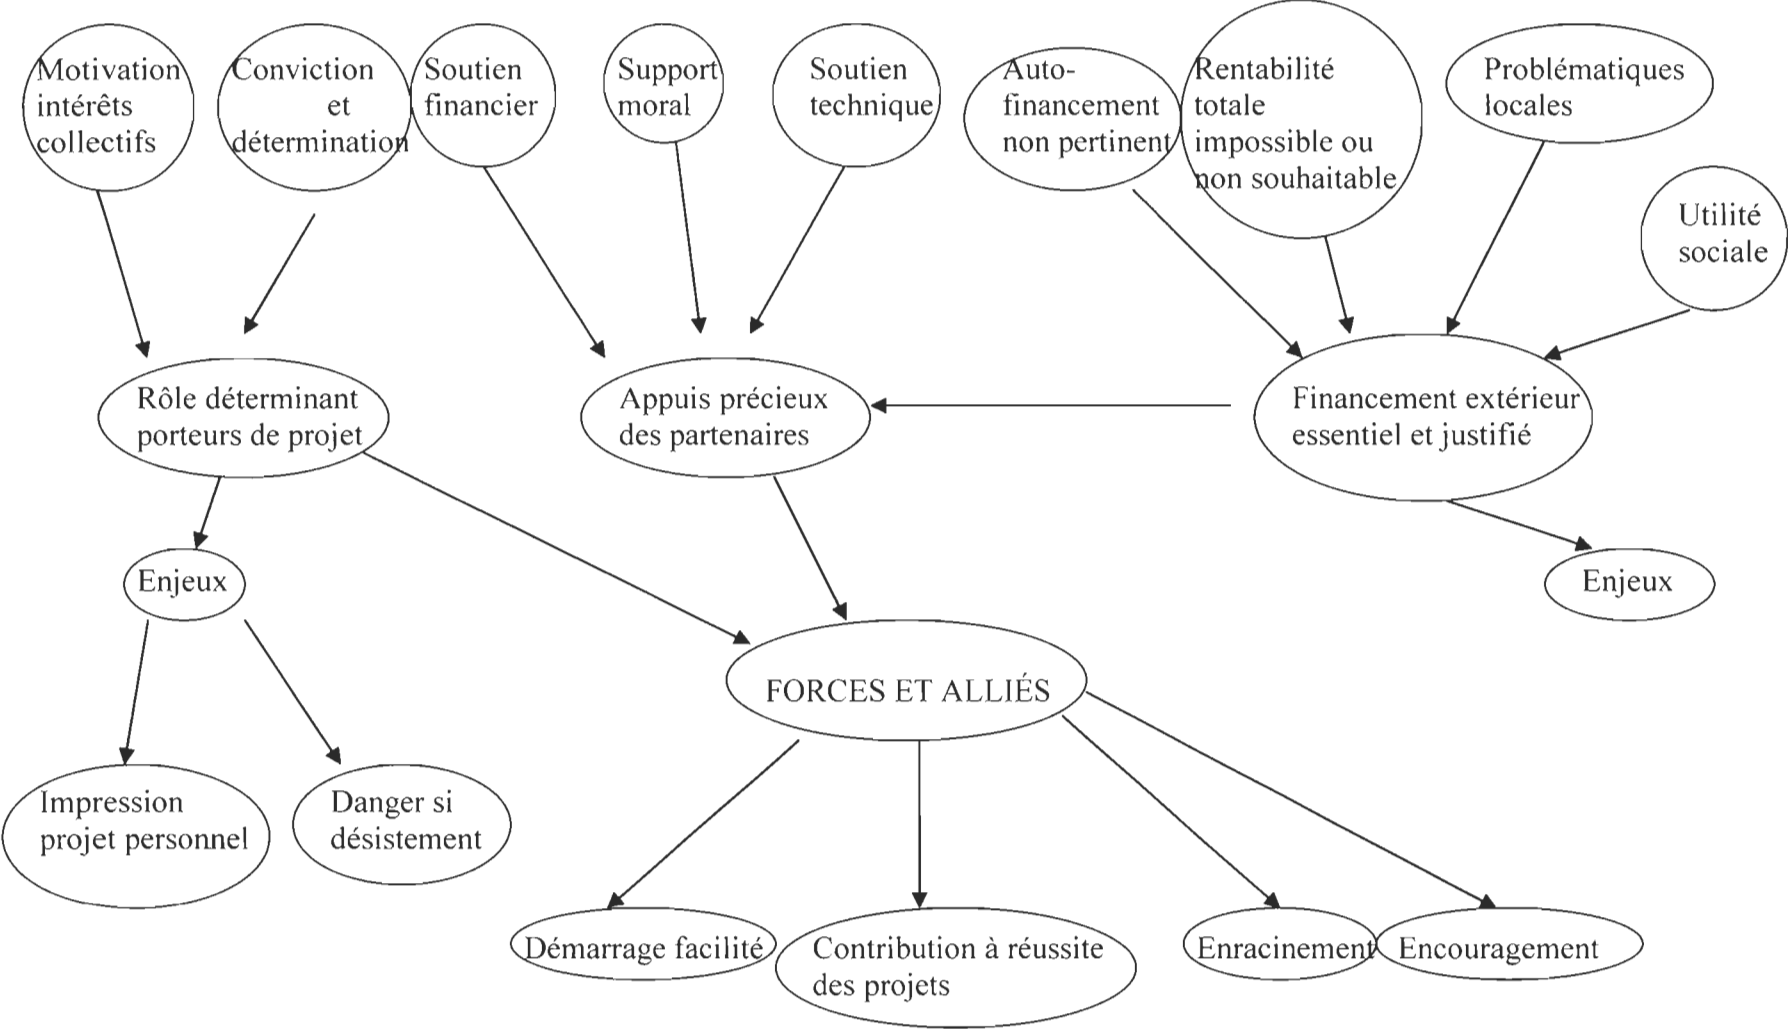 Motivation
intérêts
collectifs
Conviction
et
détermination
Soutien
financier
Support
moral
Soutien
technique
Auto-
financement
non pertinent
Rentabilité
totale
impossible ou
non souhaitable
Problématiques
locales
Utilité
sociale
Rôle déterminant
porteurs de projet
Appuis précieux
des partenaires
Financement extérieur
essentiel et justifié
Enjeux
Enjeux
FORCES ET ALLIÉS
Impression
projet personnel
Danger si
désistement
Démarrage facilité
Contribution à réussite
des projets
Enracinement
Encouragement